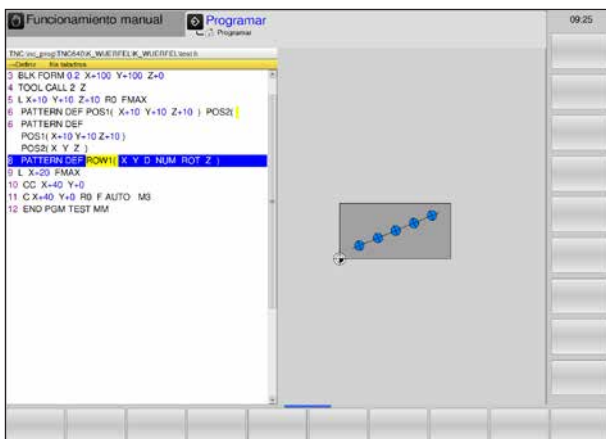 Funcionamiento manual
Programar
Programar
09:25
TNC:\nc_prog\TNC640\K_WUERFEL\K_WUERFEL\test.h
→Definir fila taladros
3 BLK FORM 0.2 X+100 Y+100 Z+0
4 TOOL CALL 2 Z
5 L X+10 Y+10 Z+10 R0 FMAX
6 PATTERN DEF POS1( X+10 Y+10 Z+10 ) POS2(
6 PATTERN DEF
POS1( X+10 Y+10 Z+10 )
POS2( X Y Z )
8 PATTERN DEF ROW1( X Y D NUM ROT Z )
9 L X+20 FMAX
10 CC X+40 Y+0
11 C X+40 Y+0 R0 F AUTO M3
12 END PGM TEST MM